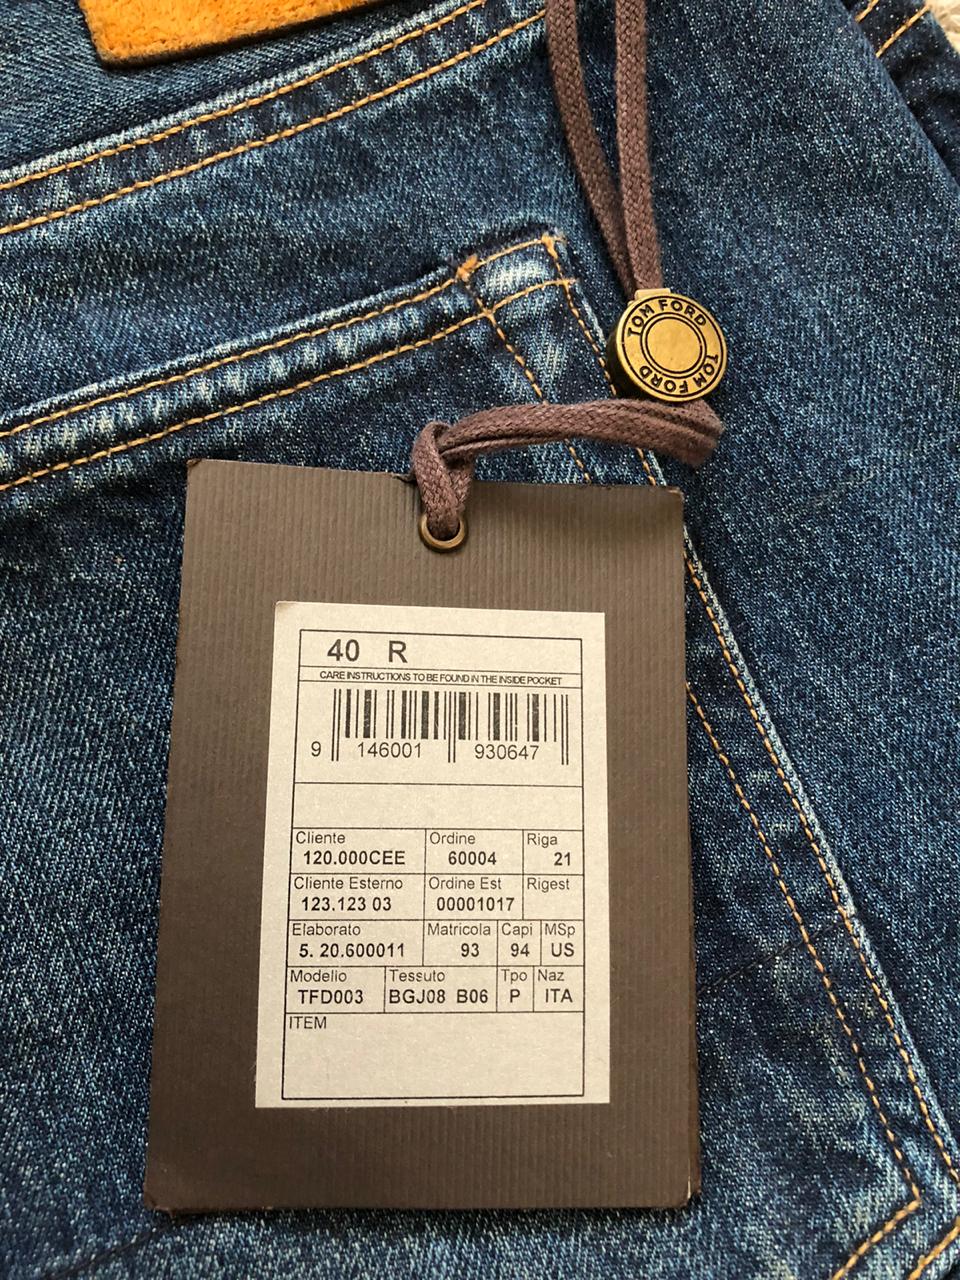 TOM FORD
TOM FORD
40 R
CARE INSTRUCTIONS TO BE FOUND IN THE INSIDE POCKET
9 146001 930647
Cliente Ordine Riga
120.000CEE 60004 21
Cliente Esterno Ordine Est Rigest
123.123 03 00001017
Elaborato Matricola Capi MSp
5. 20.600011 93 94 US
Modello Tessuto Tpo Naz
TFD003 BGJ08 B06 P ITA
ITEM